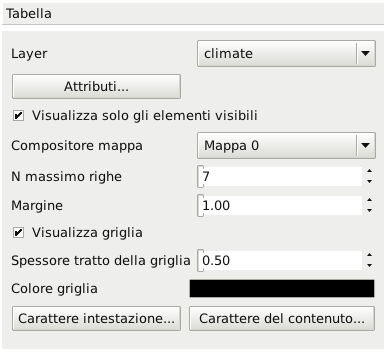 Tabella
Layer climate
Attributi...
Visualizza solo gli elementi visibili
Compositore mappa Mappa 0
N massimo righe 7
Margine 1.00
Visualizza griglia
Spessore tratto della griglia 0.50
Colore griglia
Carattere intestazione... Carattere del contenuto...